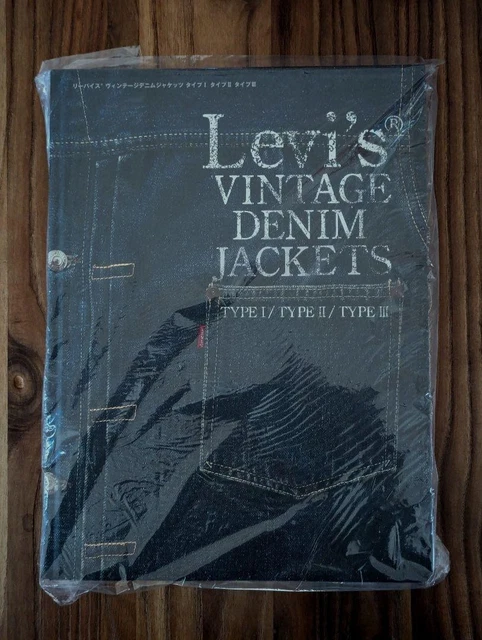 リーバイス® ヴィンテージデニムジャケッツ タイプⅠ タイプⅡ タイプⅢ
Levi's®
VINTAGE
DENIM
JACKETS
TYPE Ⅰ / TYPE Ⅱ / TYPE Ⅲ